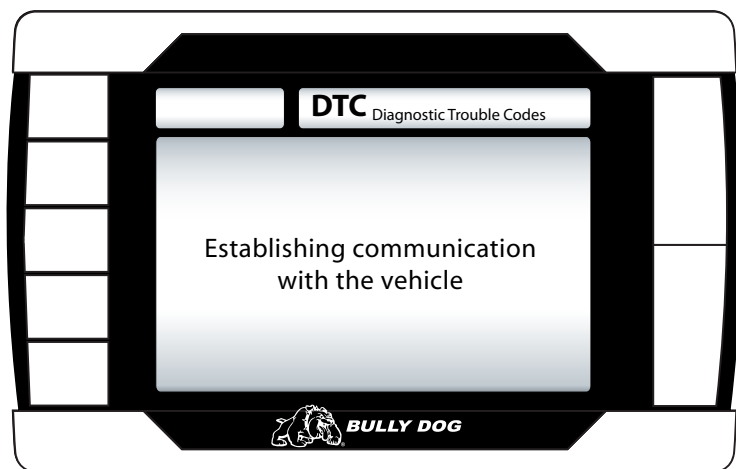 DTC Diagnostic Trouble Codes
Establishing communication
with the vehicle
BULLY DOG